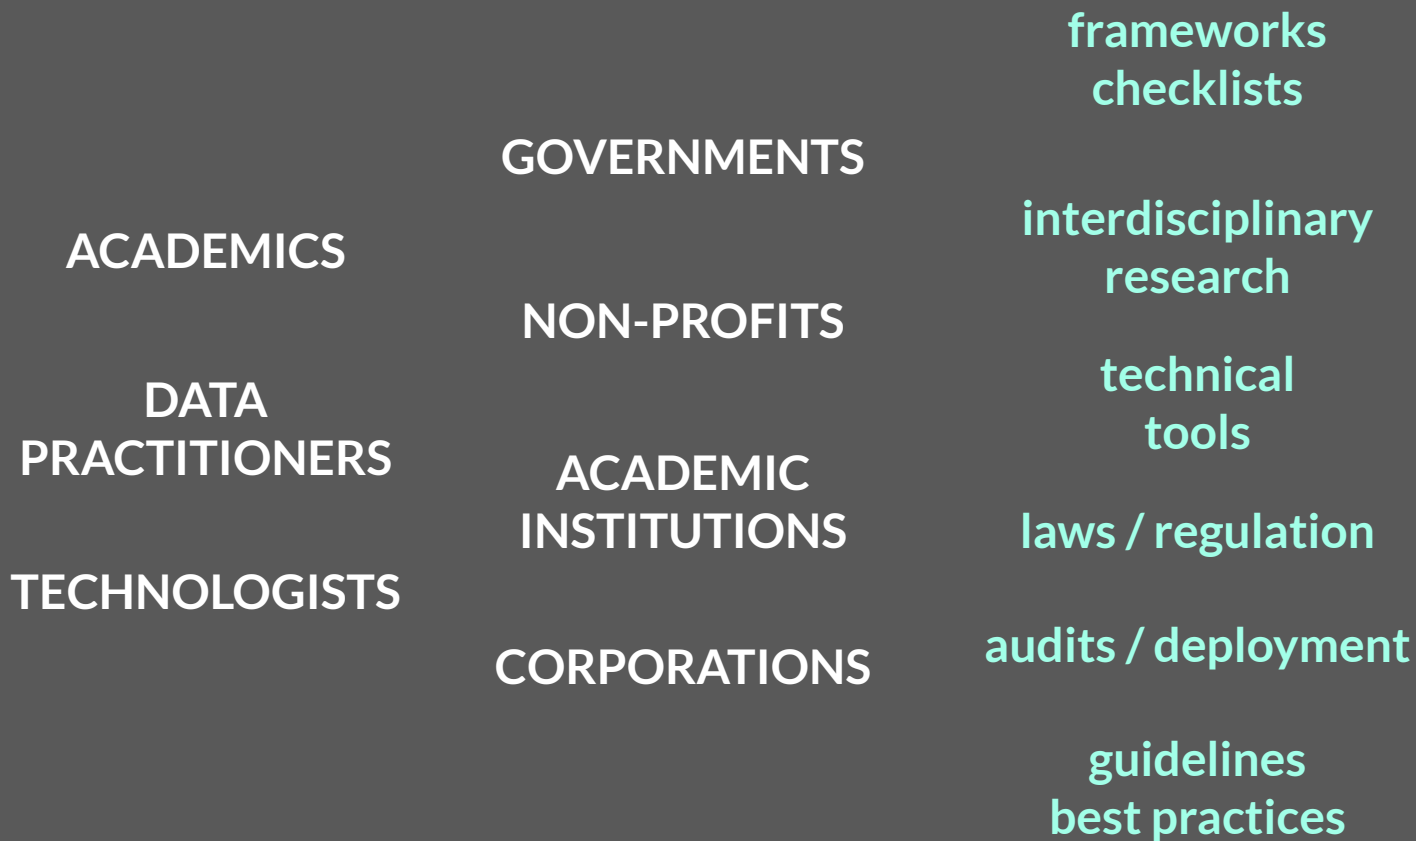 ACADEMICS
DATA
PRACTITIONERS
TECHNOLOGISTS
GOVERNMENTS
NON-PROFITS
ACADEMIC
INSTITUTIONS
CORPORATIONS
frameworks
checklists
interdisciplinary
research
technical
tools
laws / regulation
audits / deployment
guidelines
best practices